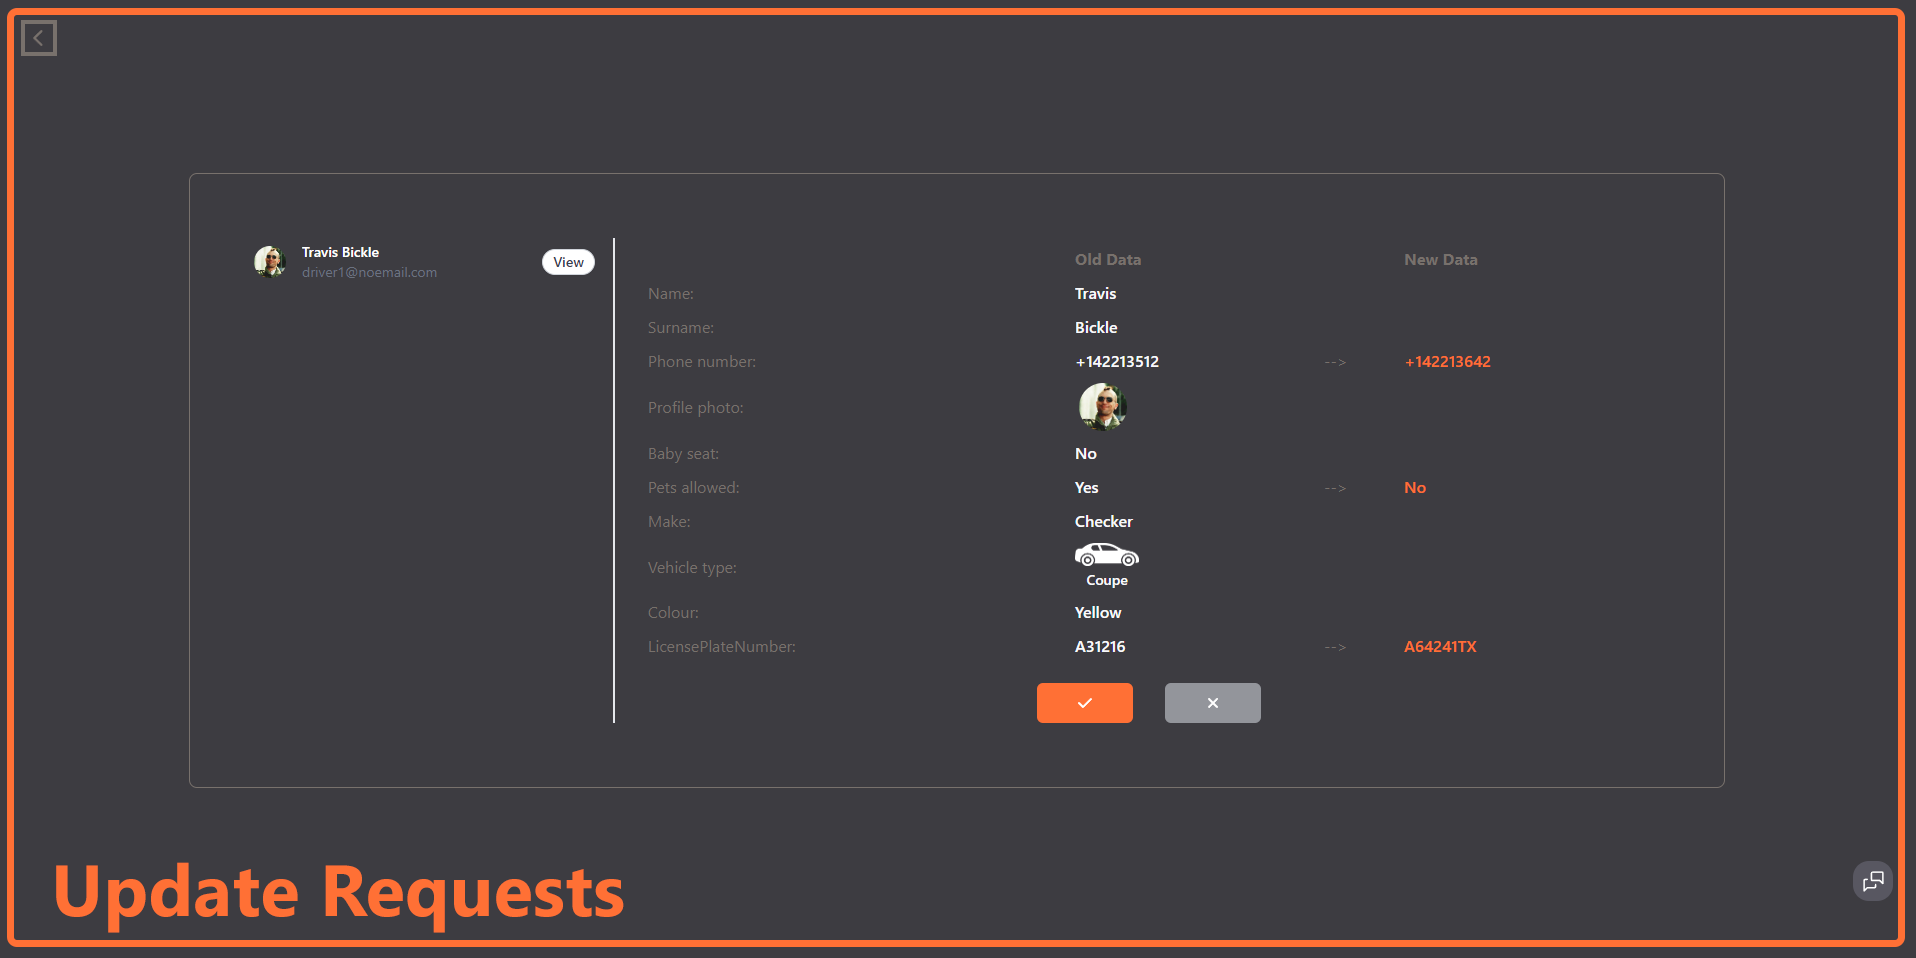 Travis Bickle
driver1@noemail.com
View
Old Data New Data
Name: Travis
Surname: Bickle
Phone number: +142213512 --> +142213642
Profile photo:
Baby seat: No
Pets allowed: Yes --> No
Make: Checker
Vehicle type:
Coupe
Colour: Yellow
LicensePlateNumber: A31216 --> A64241TX
Update Requests